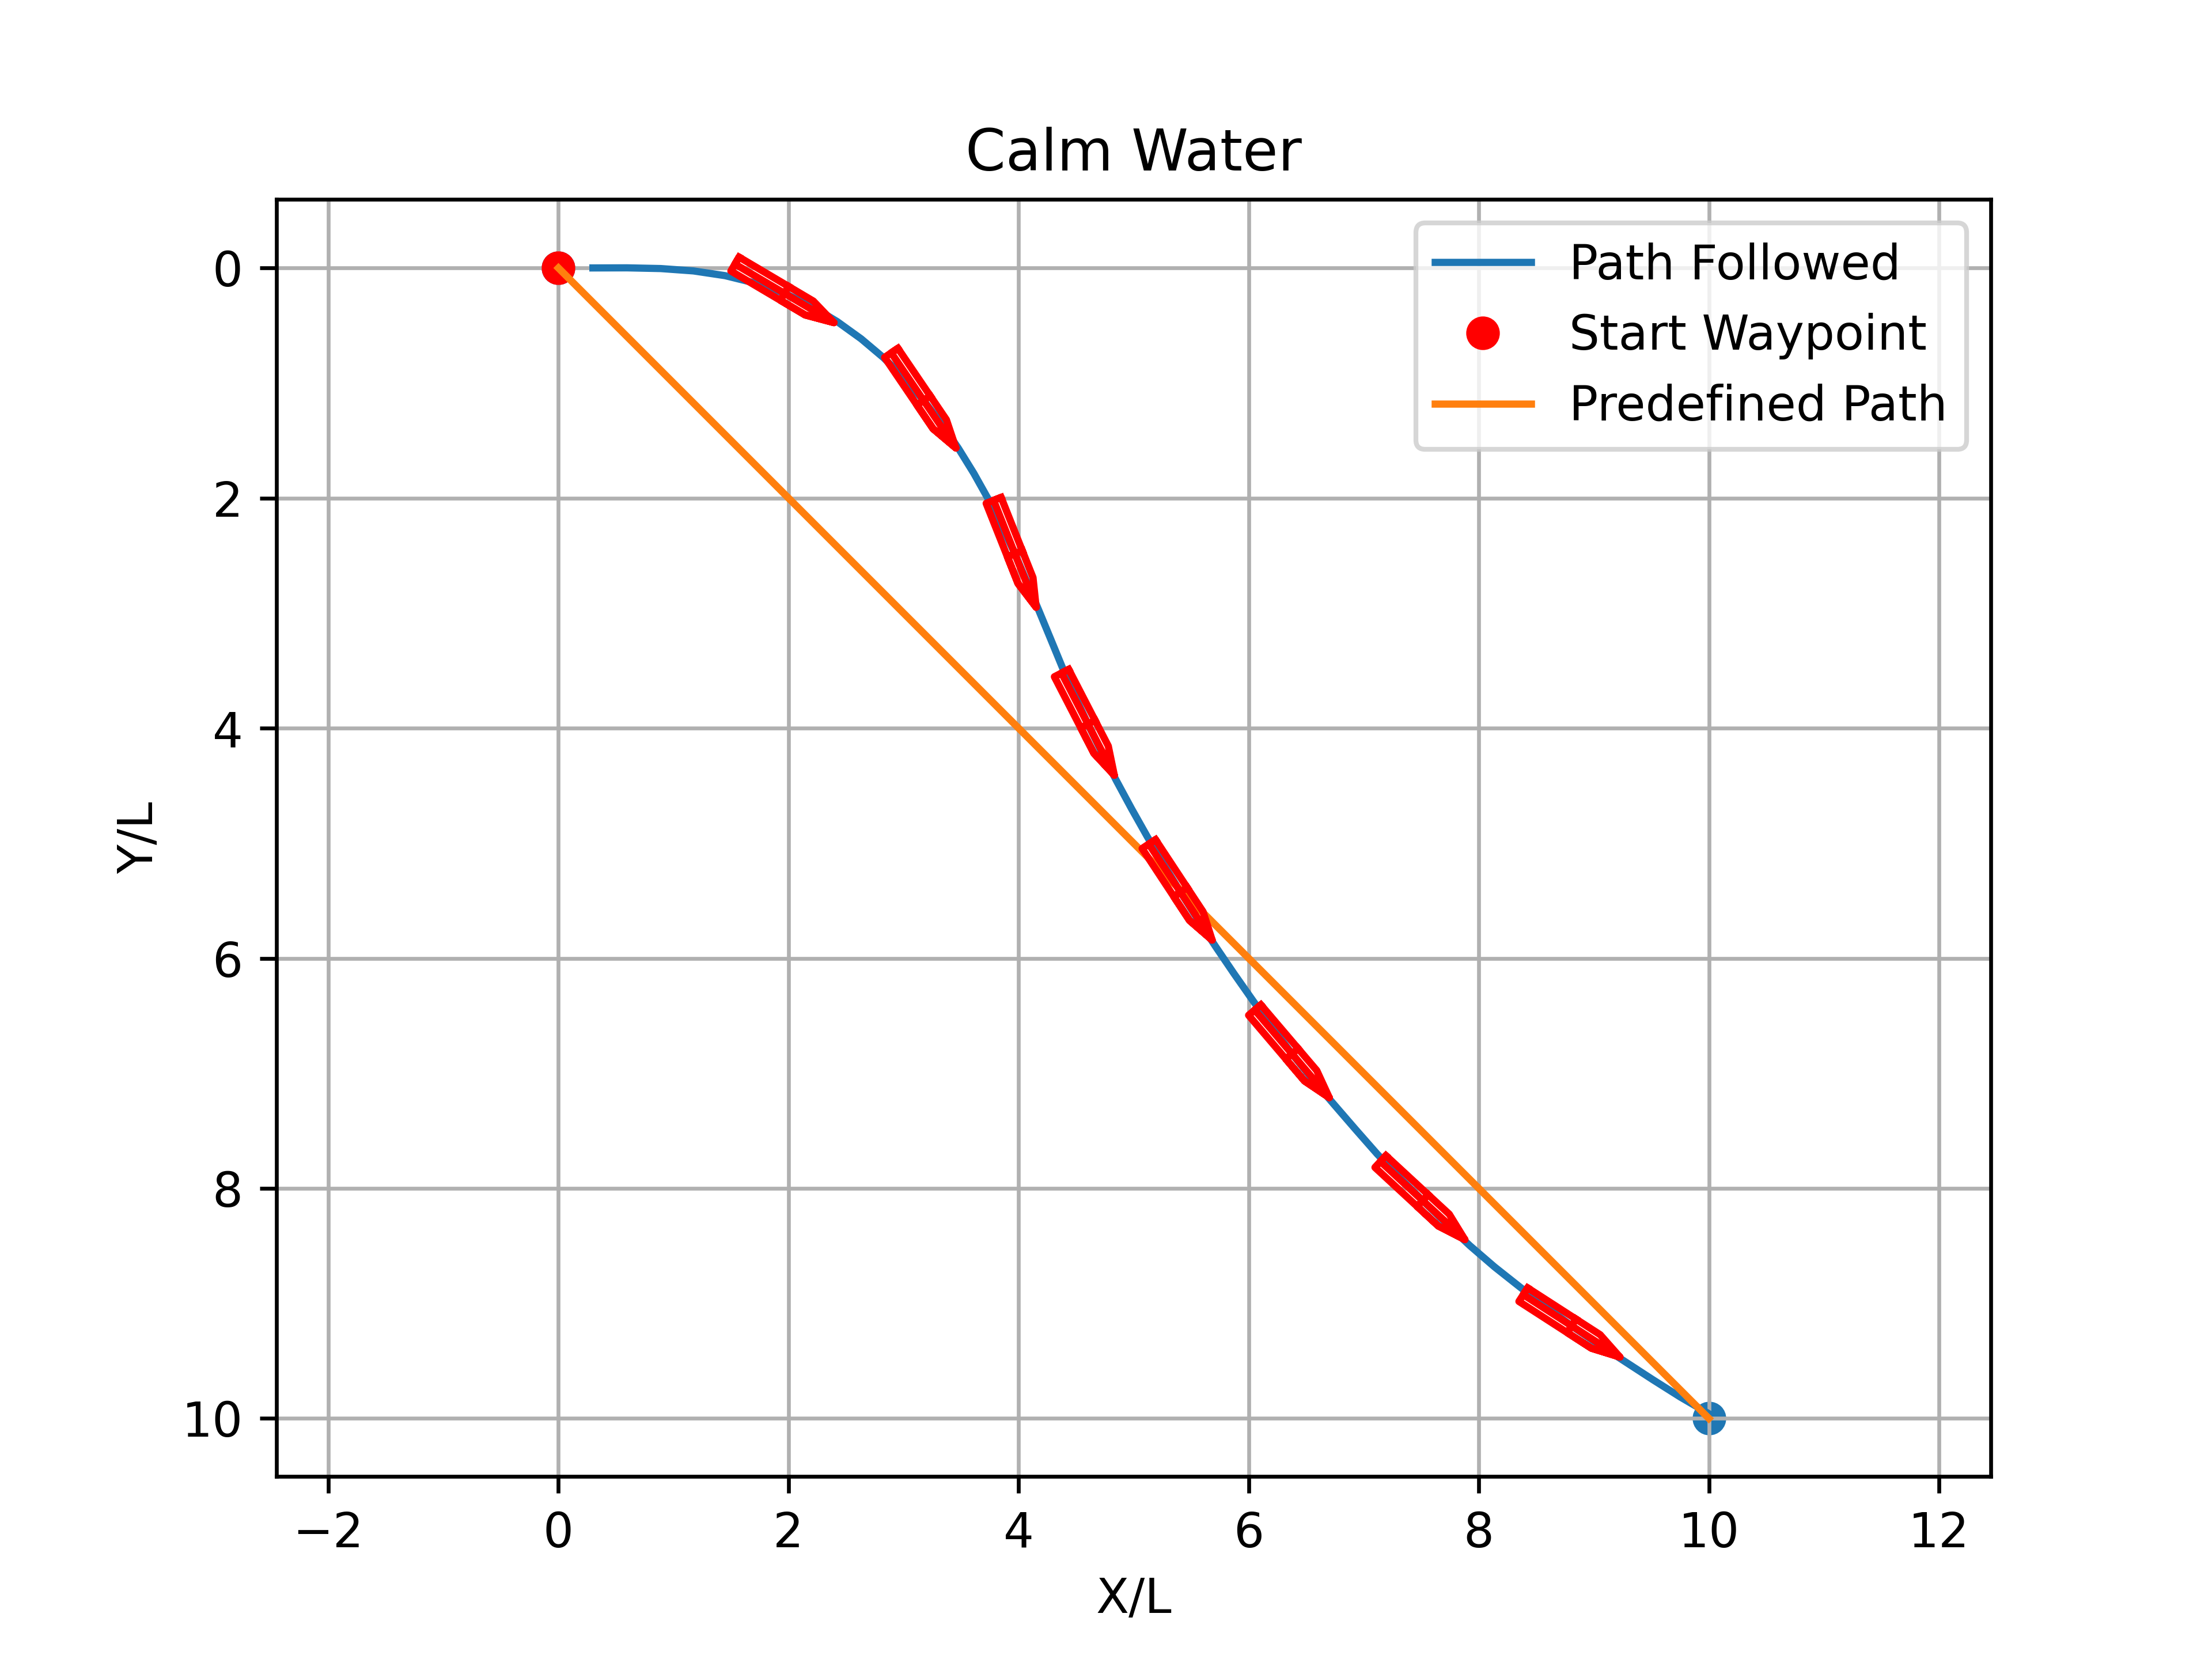 Calm Water
Path Followed
Start Waypoint
Predefined Path
0
2
4
6
8
10
Y/L
−2 0 2 4 6 8 10 12
X/L